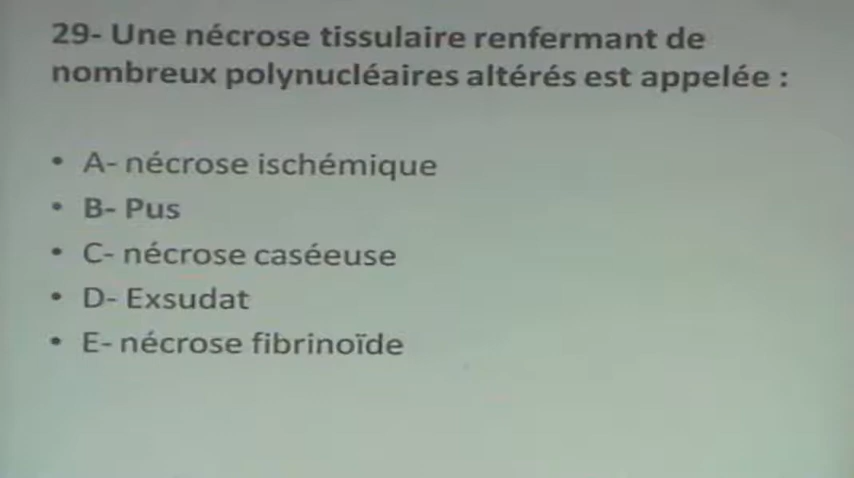 29- Une nécrose tissulaire renfermant de
nombreux polynucléaires altérés est appelée :
• A- nécrose ischémique
• B- Pus
• C- nécrose caséeuse
• D- Exsudat
• E- nécrose fibrinoïde